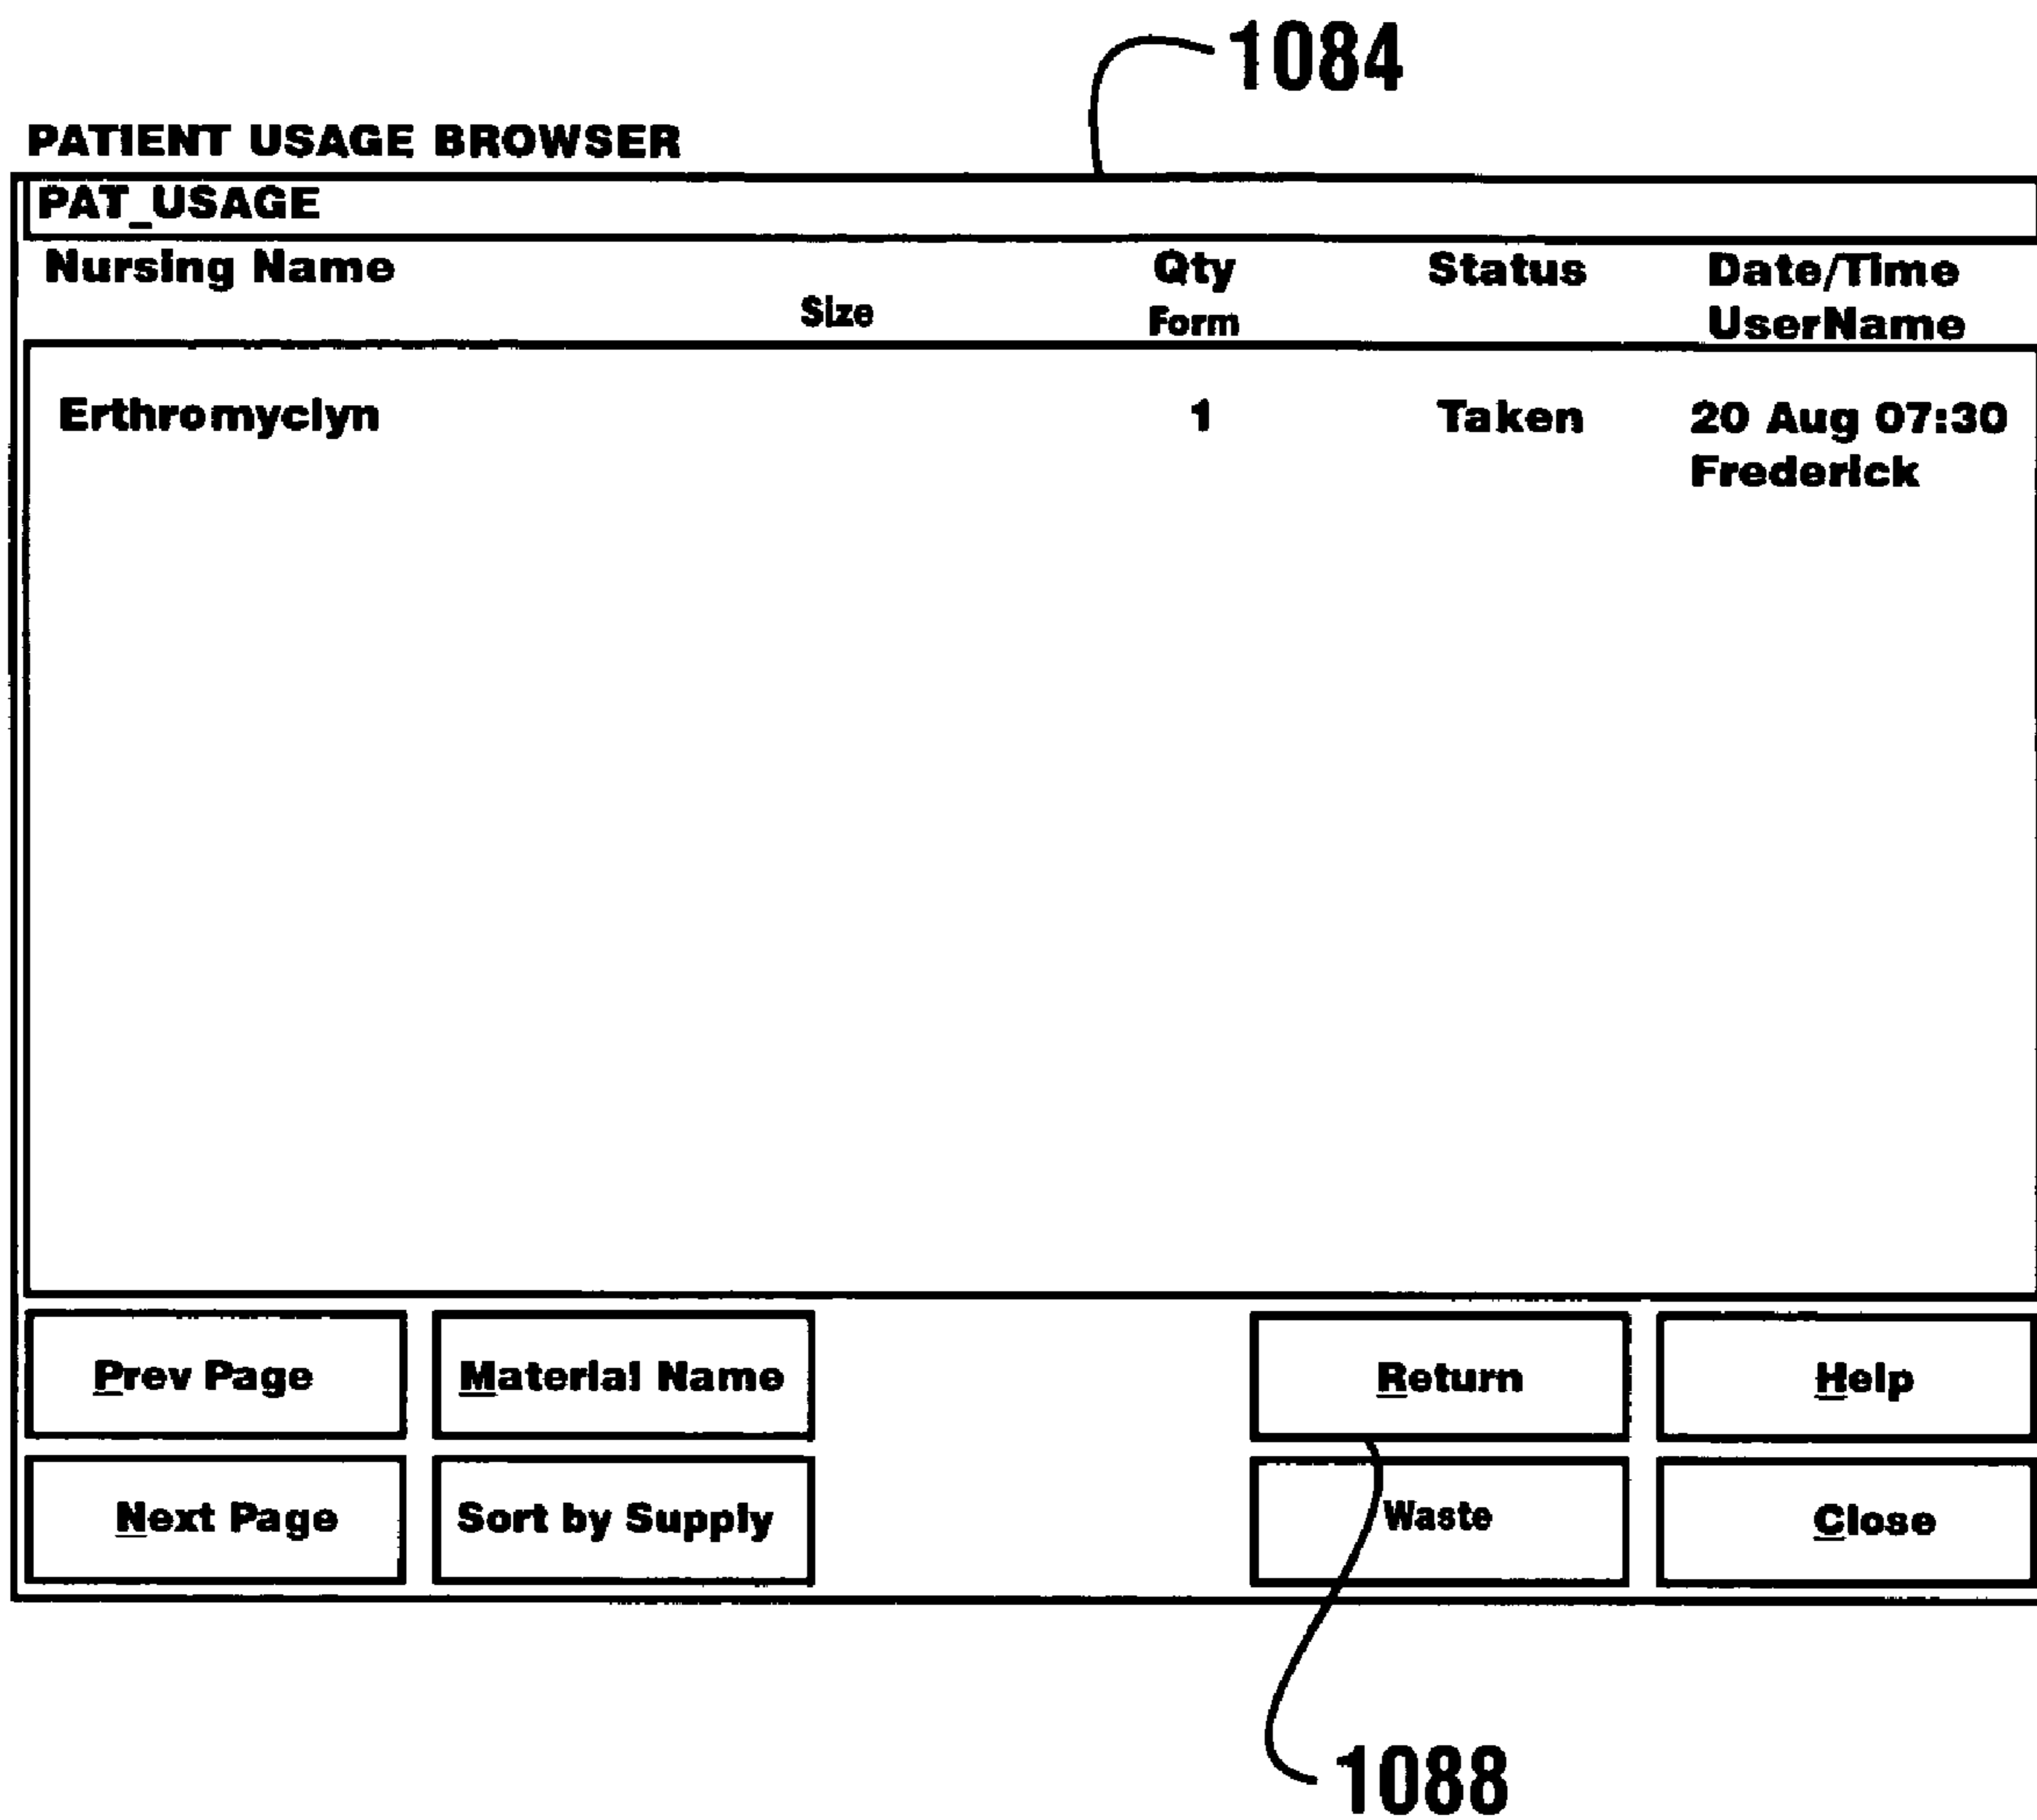 1084
PATIENT USAGE BROWSER
PAT_USAGE
Nursing Name Qty Status Date/Time
Size Form UserName
Erthromyclyn 1 Taken 20 Aug 07:30
Frederick
Prev Page Material Name Return Help
Next Page Sort by Supply Waste Close
1088